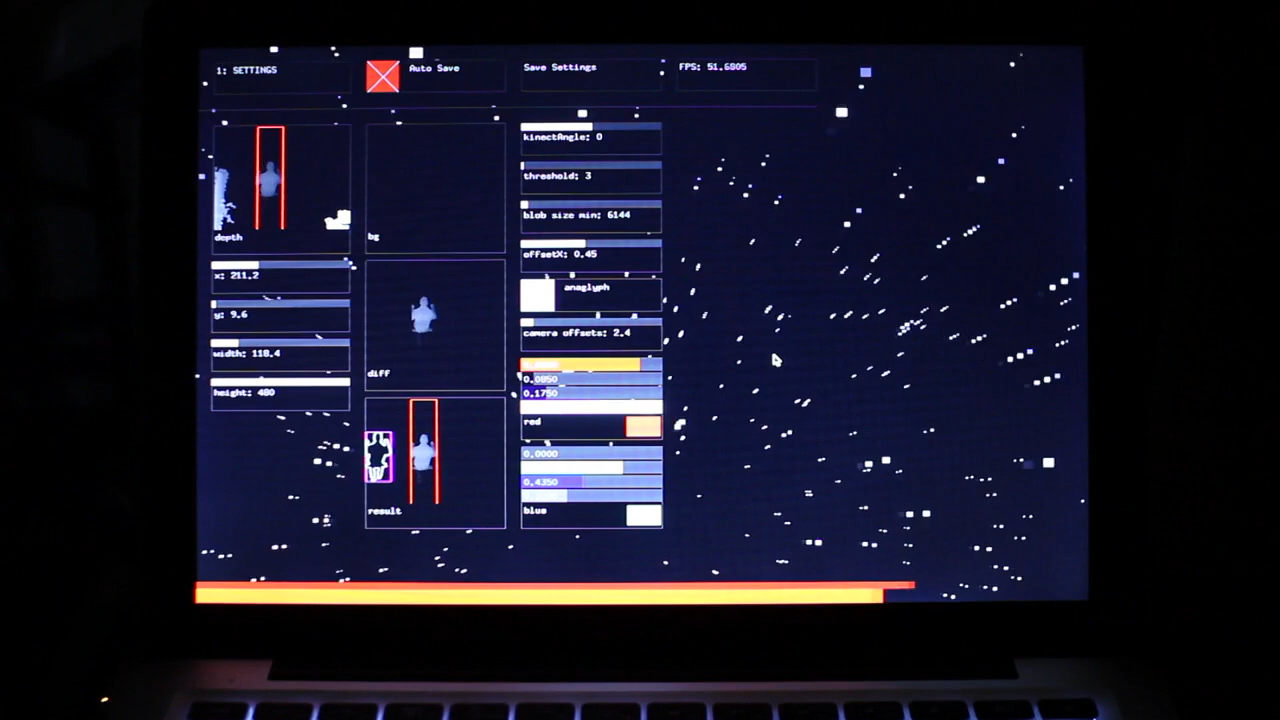 1: SETTINGS
Auto Save
Save Settings
FPS: 51.6805
depth
x: 211.2
y: 9.6
width: 118.4
height: 480
bg
diff
result
kinectAngle: 0
threshold: 3
blob size min: 6144
offsetX: 0.45
anaglyph
camera offsets: 2.4
0.0850
0.1750
red
0.0000
0.4350
blue